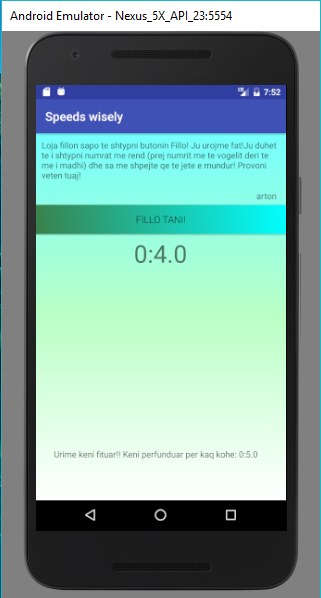 Android Emulator - Nexus_5X_API_23:5554
7:52
Speeds wisely
Loja fillon sapo te shtypni butonin Fillo! Ju urojme fat!Ju duhet
te i shtypni numrat me rend (prej numrit me te vogelit deri te
me i madhi) dhe sa me shpejte qe te jete e mundur! Provoni
veten tuaj!
arton
FILLO TANI!
0:4.0
Urime keni fituar!! Keni perfunduar per kaq kohe: 0:5.0